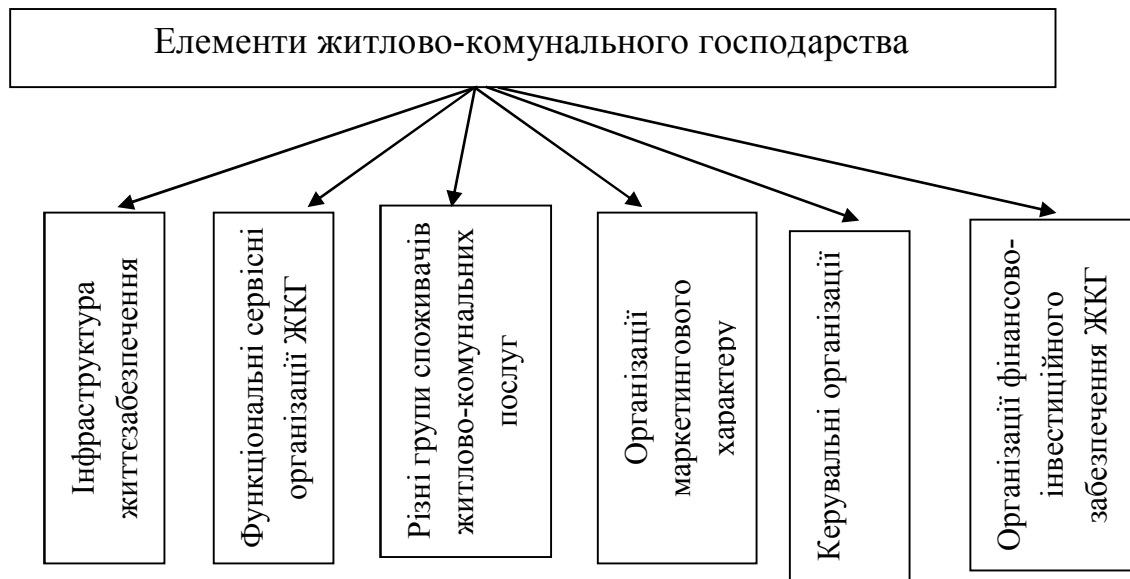 Елементи житлово-комунального господарства
Інфраструктура
життєзабезпечення
Функціональні сервісні
організації ЖКГ
Різні групи споживачів
житлово-комунальних
послуг
Організації
маркетингового
характеру
Керувальні організації
Організації фінансово-
інвестиційного
забезпечення ЖКГ